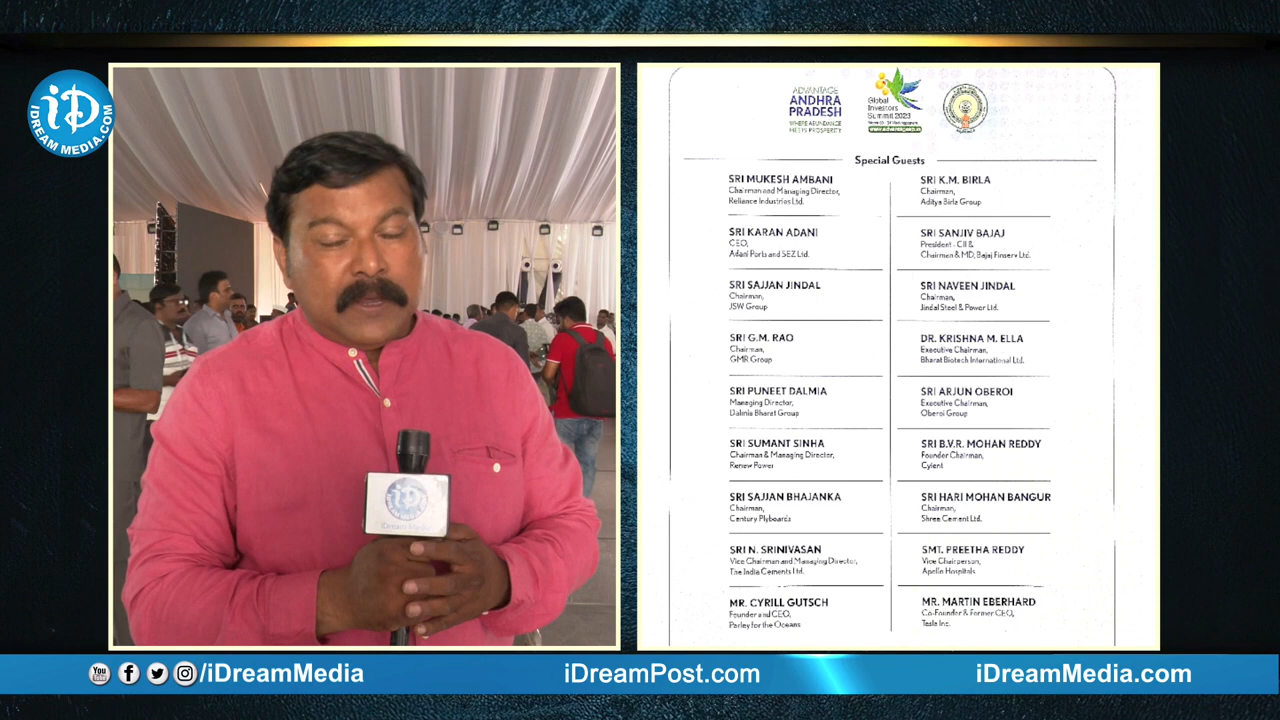 iD
IDREAM MEDIA.COM
ADVANTAGE
ANDHRA
PRADESH
WHERE ABUNDANCE
MEETS PROSPERITY
Global
Investors
Summit 2023
Special Guests
SRI MUKESH AMBANI
Chairman and Managing Director,
Reliance Industries Ltd.
SRI KARAN ADANI
CEO,
Adani Ports and SEZ Ltd.
SRI SAJJAN JINDAL
Chairman,
JSW Group
SRI G.M. RAO
Chairman,
GMR Group
SRI PUNEET DALMIA
Managing Director,
Dalmia Bharat Group
SRI SUMANT SINHA
Chairman & Managing Director,
Renew Power
SRI SAJJAN BHAJANKA
Chairman,
Century Plyboards
SRI N. SRINIVASAN
Vice Chairman and Managing Director,
The India Cements Ltd.
MR. CYRILL GUTSCH
Founder and CEO,
Parley for the Oceans
SRI K.M. BIRLA
Chairman,
Aditya Birla Group
SRI SANJIV BAJAJ
President - CII &
Chairman & MD, Bajaj Finserv Ltd.
SRI NAVEEN JINDAL
Chairman,
Jindal Steel & Power Ltd.
DR. KRISHNA M. ELLA
Executive Chairman,
Bharat Biotech International Ltd.
SRI ARJUN OBEROI
Executive Chairman,
Oberoi Group
SRI B.V.R. MOHAN REDDY
Founder Chairman,
Cyient
SRI HARI MOHAN BANGUR
Chairman,
Shree Cement Ltd.
SMT. PREETHA REDDY
Vice Chairperson,
Apollo Hospitals
MR. MARTIN EBERHARD
Co-Founder & Former CEO,
Tesla Inc.
iD
iDream Media
You
/iDreamMedia
iDreamPost.com
iDreamMedia.com